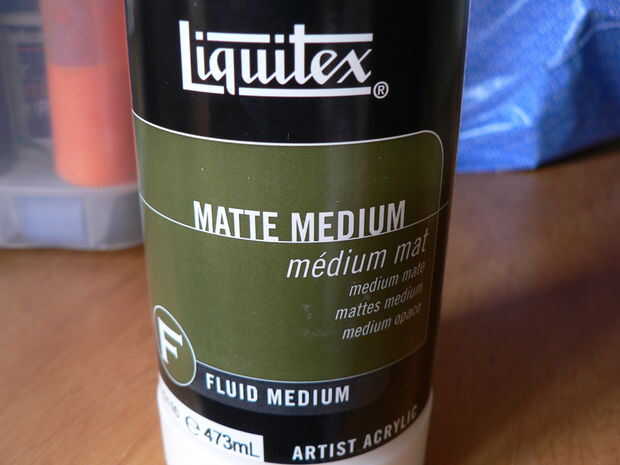 Liquitex®
MATTE MEDIUM
médium mat
medium mate
mattes medium
medium opaco
F
FLUID MEDIUM
℮ 473mL
ARTIST ACRYLIC